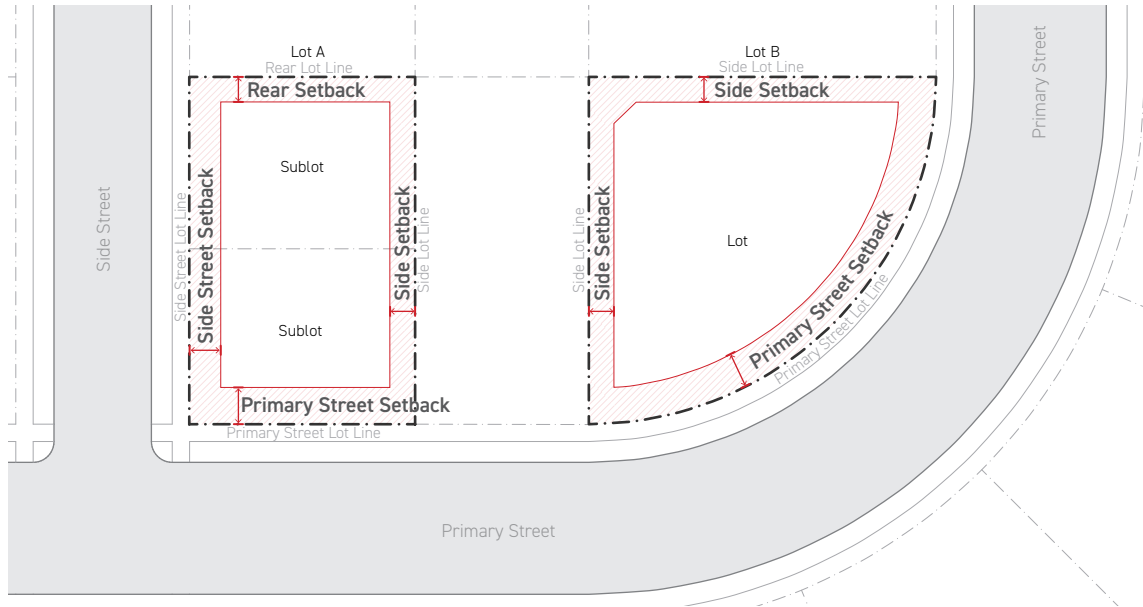 Lot A
Rear Lot Line
Rear Setback
Sublot
Side Street
Side Street Lot Line
Side Street Setback
Side Setback
Side Lot Line
Sublot
Primary Street Setback
Primary Street Lot Line
Lot B
Side Lot Line
Side Setback
Side Lot Line
Side Setback
Lot
Primary Street Setback
Primary Street Lot Line
Primary Street
Primary Street